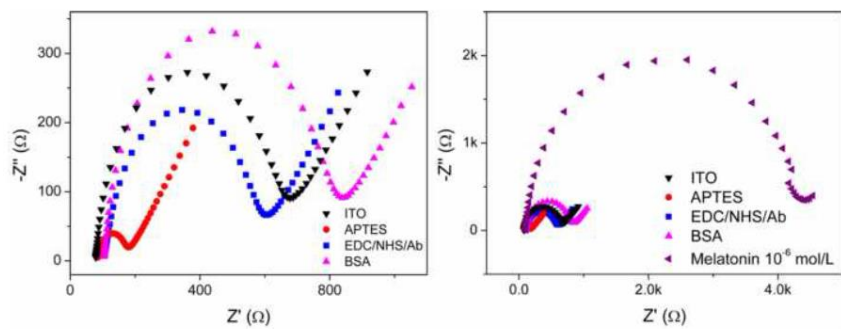 300
200
100
0
-Z" (Ω)
0
400
800
Z' (Ω)
ITO
APTES
EDC/NHS/Ab
BSA
2k
1k
0
-Z" (Ω)
0.0
2.0k
4.0k
Z' (Ω)
ITO
APTES
EDC/NHS/Ab
BSA
Melatonin 10⁻⁶ mol/L